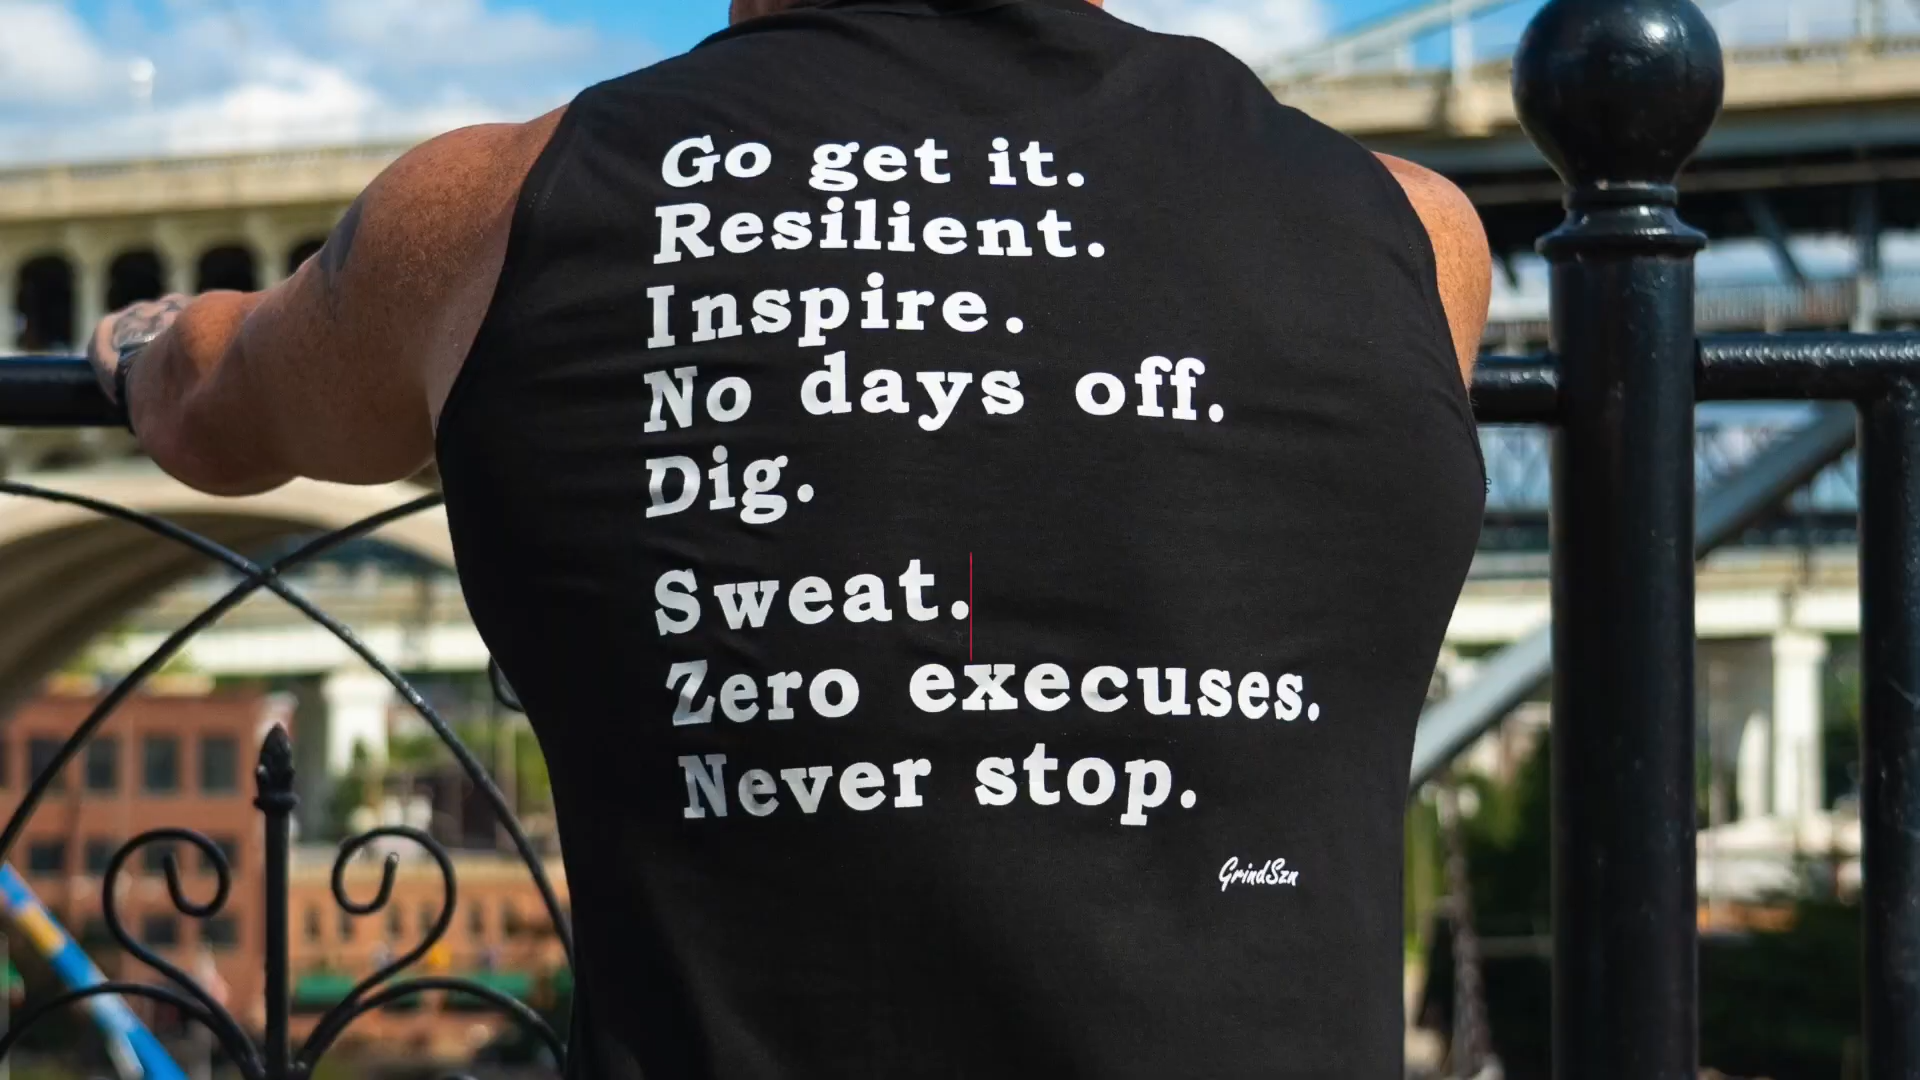 Go get it.
Resilient.
Inspire.
No days off.
Dig.
Sweat.
Zero execuses.
Never stop.
GrindSzn